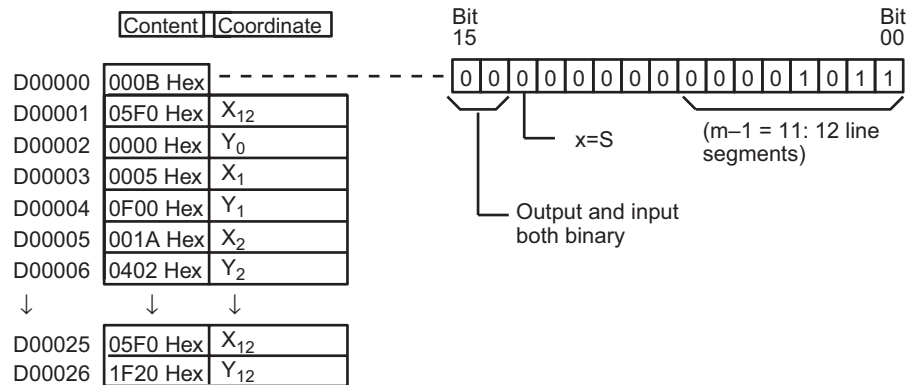 Content Coordinate
Bit 15
Bit 00
D00000 000B Hex 0 0 0 0 0 0 0 0 0 0 0 0 1 0 1 1
D00001 05F0 Hex X12
D00002 0000 Hex Y0
D00003 0005 Hex X1
D00004 0F00 Hex Y1
D00005 001A Hex X2
D00006 0402 Hex Y2
↓ ↓ ↓
D00025 05F0 Hex X12
D00026 1F20 Hex Y12
x=S
(m–1 = 11: 12 line
segments)
Output and input
both binary